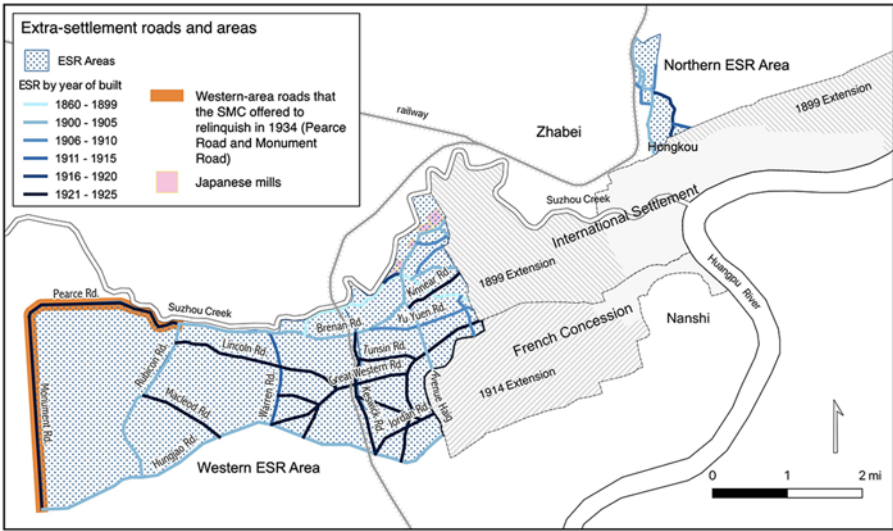 Extra-settlement roads and areas
ESR Areas
ESR by year of built
1860 - 1899
1900 - 1905
1906 - 1910
1911 - 1915
1916 - 1920
1921 - 1925
Western-area roads that
the SMC offered to
relinquish in 1934 (Pearce
Road and Monument
Road)
Japanese mills
railway
Zhabei
Northern ESR Area
1899 Extension
Hongkou
Suzhou Creek
International Settlement
1899 Extension
Huangpu River
Kinnear Rd.
Yu Yuen Rd.
Brenan Rd.
French Concession
Nanshi
1914 Extension
Pearce Rd.
Suzhou Creek
Lincoln Rd.
Tunsin Rd.
Great Western Rd.
Rubicon Rd.
Warren Rd.
Keswick Rd.
Jordan Rd.
Avenue Haig
Macleod Rd.
Monument Rd.
Hungjao Rd.
Western ESR Area
0 1 2 mi